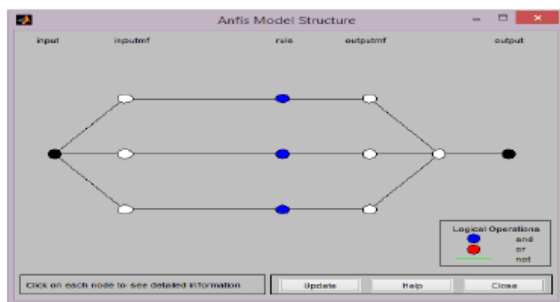 Anfis Model Structure
input inputmf rule outputmf output
Logical Operations
and
or
not
Click on each node to see detailed information
Update Help Close